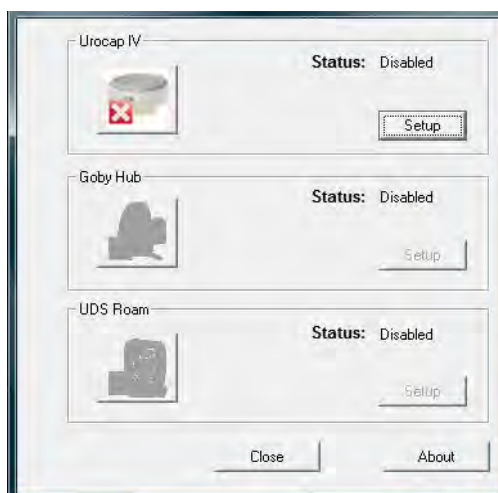 Urocap IV
Status: Disabled
Setup
Goby Hub
Status: Disabled
Setup
UDS Roam
Status: Disabled
Setup
Close About